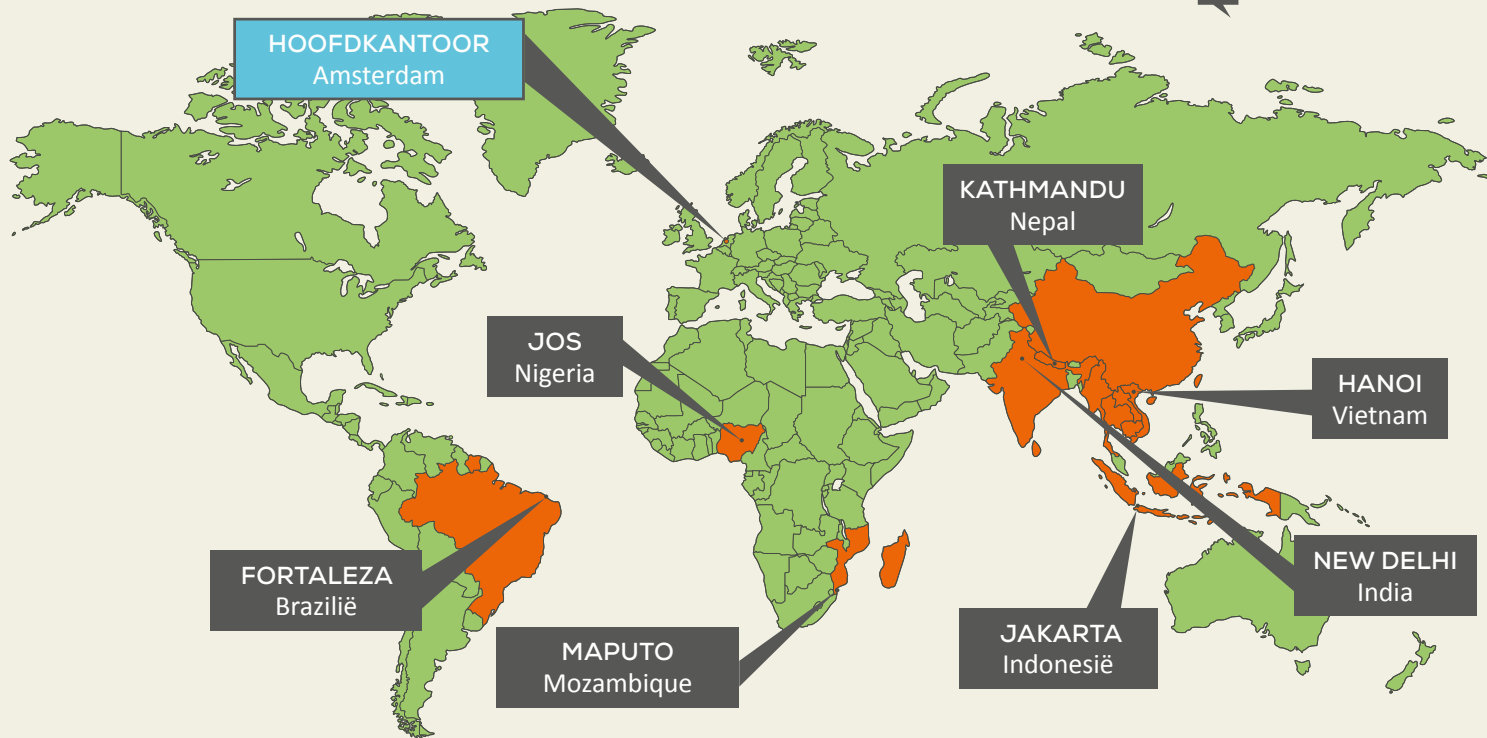 HOOFDKANTOOR
Amsterdam
KATHMANDU
Nepal
JOS
Nigeria
HANOI
Vietnam
FORTALEZA
Brazilië
NEW DELHI
India
MAPUTO
Mozambique
JAKARTA
Indonesië